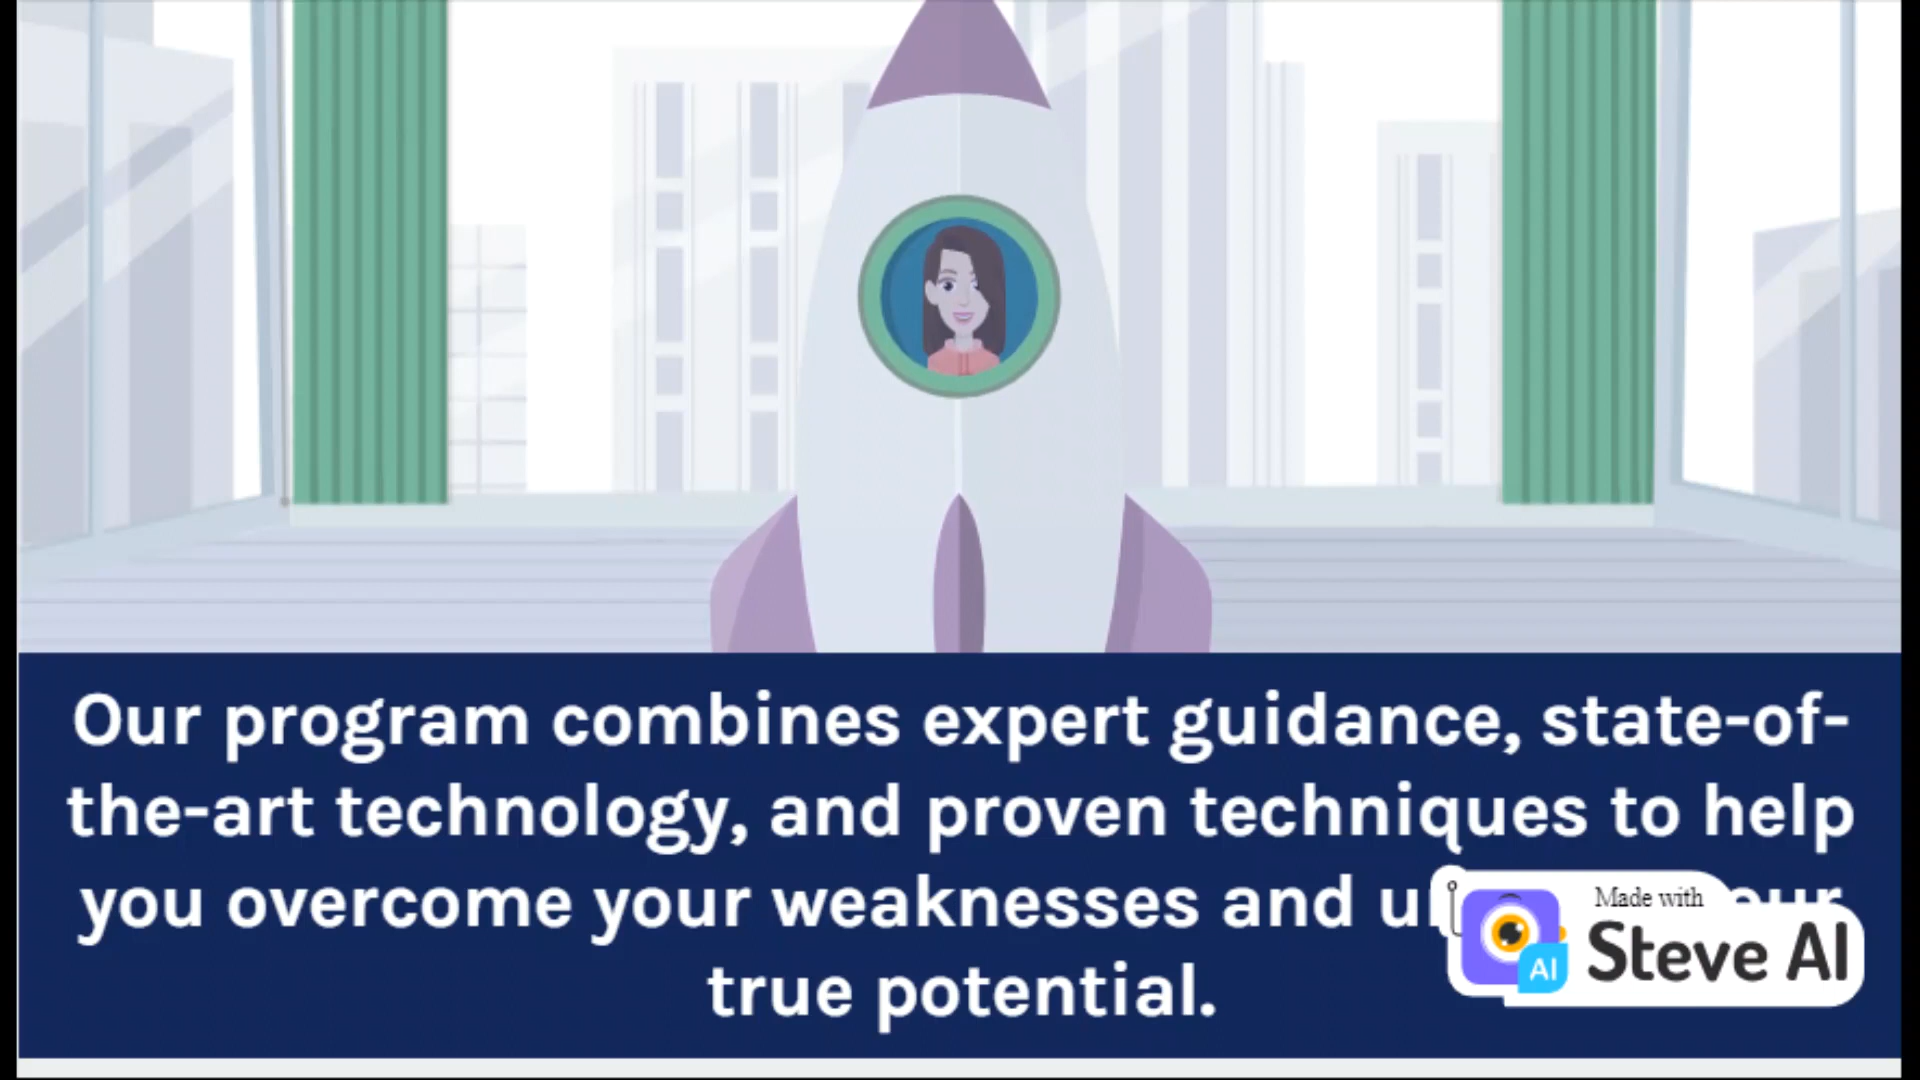 Our program combines expert guidance, state-of-
the-art technology, and proven techniques to help
you overcome your weaknesses and
true potential.
Made with
Steve AI
AI